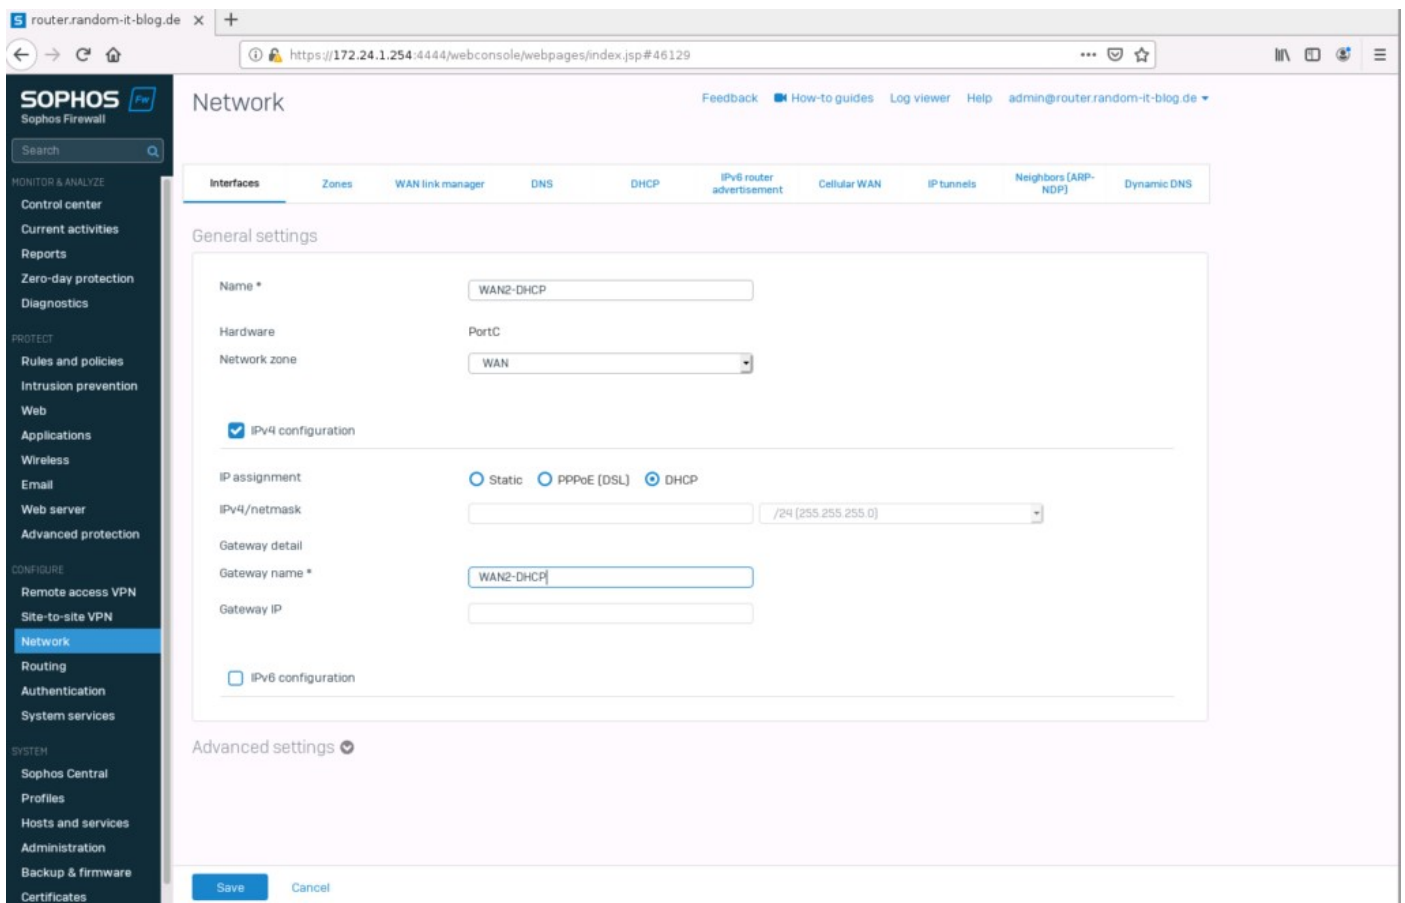 router.random-it-blog.de
https://172.24.1.254:4444/webconsole/webpages/index.jsp#46129
SOPHOS Fw
Sophos Firewall
Search
MONITOR & ANALYZE
Control center
Current activities
Reports
Zero-day protection
Diagnostics
PROTECT
Rules and policies
Intrusion prevention
Web
Applications
Wireless
Email
Web server
Advanced protection
CONFIGURE
Remote access VPN
Site-to-site VPN
Network
Routing
Authentication
System services
SYSTEM
Sophos Central
Profiles
Hosts and services
Administration
Backup & firmware
Certificates
Network
Feedback How-to guides Log viewer Help admin@router.random-it-blog.de
Interfaces Zones WAN link manager DNS DHCP IPv6 router advertisement Cellular WAN IP tunnels Neighbors (ARP-NDP) Dynamic DNS
General settings
Name * WAN2-DHCP
Hardware PortC
Network zone WAN
IPv4 configuration
IP assignment Static PPPoE (DSL) DHCP
IPv4/netmask /24 (255.255.255.0)
Gateway detail
Gateway name * WAN2-DHCP
Gateway IP
IPv6 configuration
Advanced settings
Save Cancel